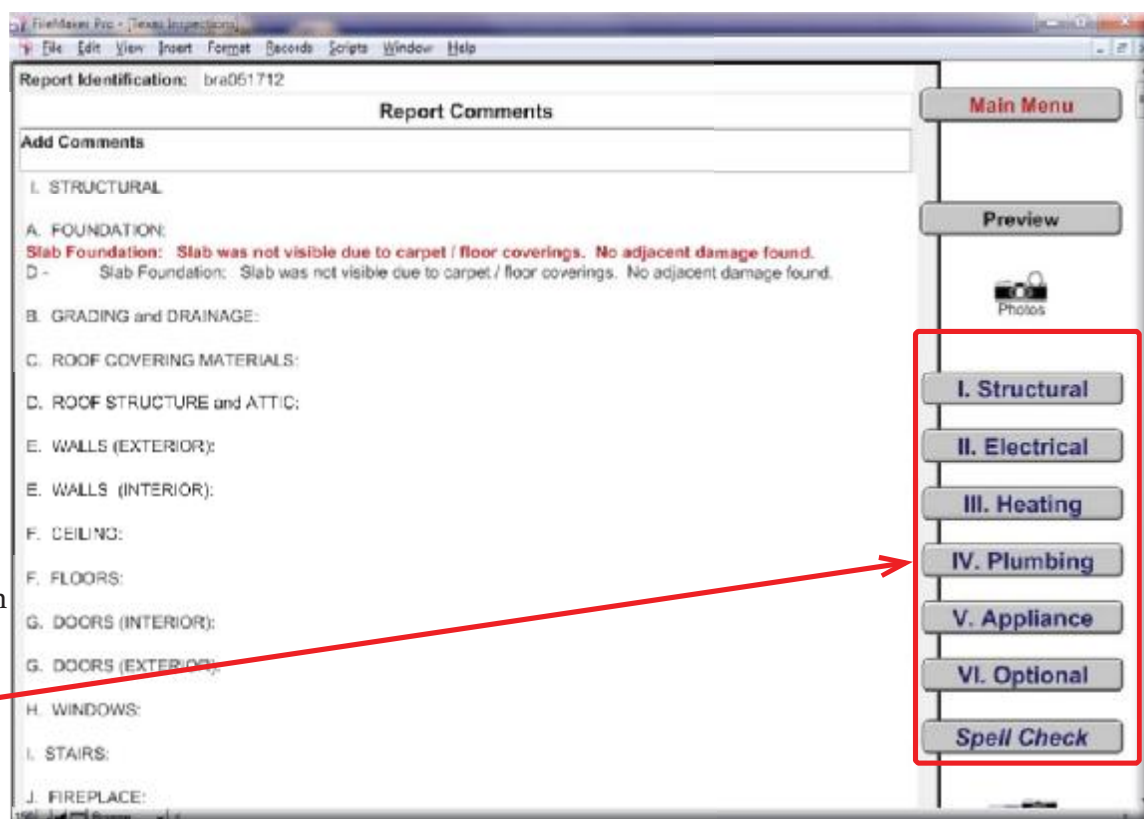 FileMaker Pro - [Texas Inspections]
File Edit View Insert Format Records Scripts Window Help
Report Identification: bra051712
Report Comments
Add Comments
I. STRUCTURAL
A. FOUNDATION:
Slab Foundation: Slab was not visible due to carpet / floor coverings. No adjacent damage found.
D - Slab Foundation: Slab was not visible due to carpet / floor coverings. No adjacent damage found.
B. GRADING and DRAINAGE:
C. ROOF COVERING MATERIALS:
D. ROOF STRUCTURE and ATTIC:
E. WALLS (EXTERIOR):
E. WALLS (INTERIOR):
F. CEILING:
F. FLOORS:
G. DOORS (INTERIOR):
G. DOORS (EXTERIOR):
H. WINDOWS:
I. STAIRS:
J. FIREPLACE:
Main Menu
Preview
Photos
I. Structural
II. Electrical
III. Heating
IV. Plumbing
V. Appliance
VI. Optional
Spell Check